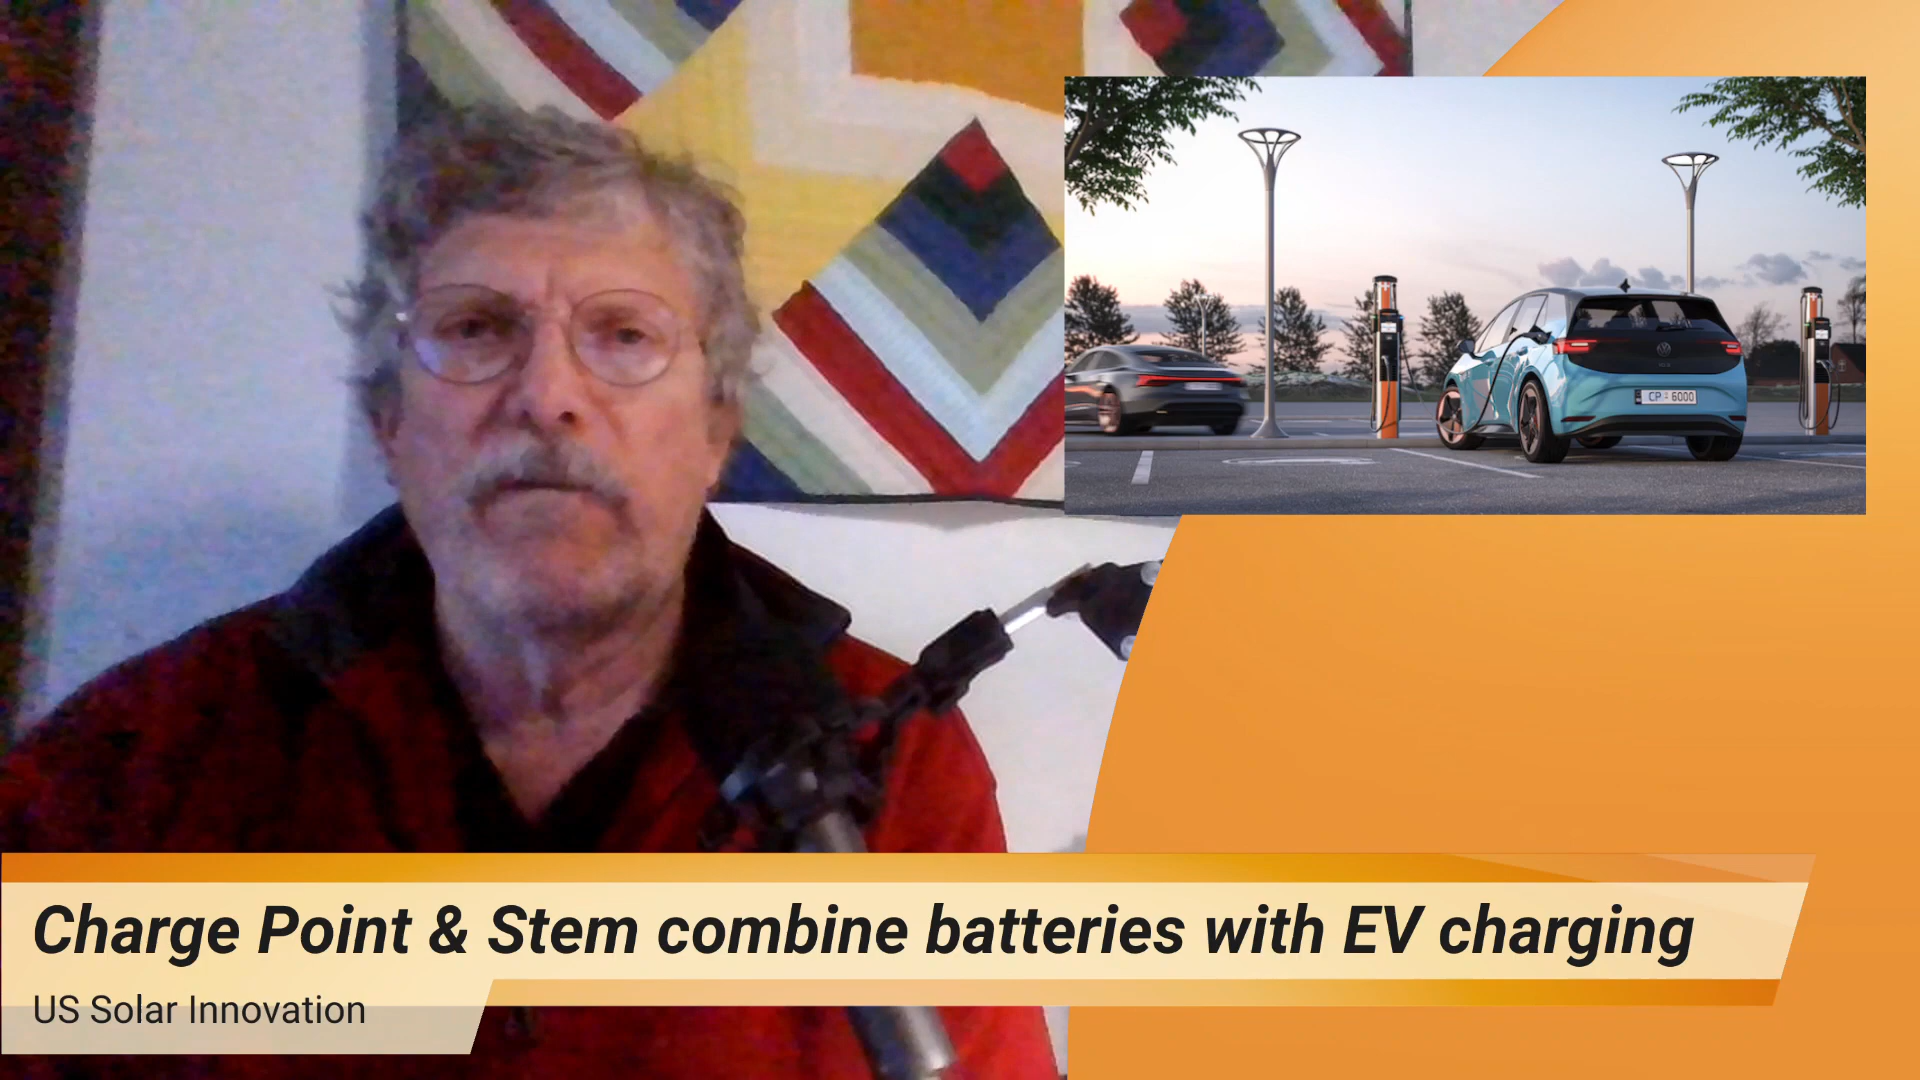 CP 6000
Charge Point & Stem combine batteries with EV charging
US Solar Innovation